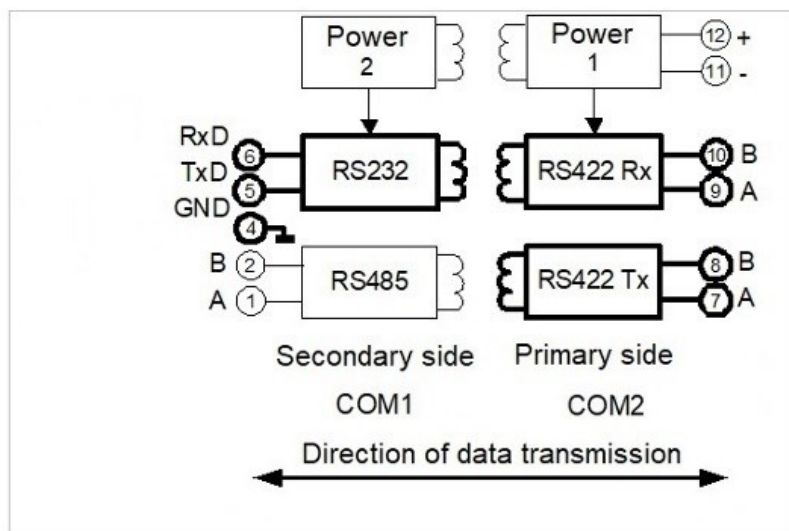 Power
2
Power
1
12 +
11 -
RxD
6
TxD
5
GND
4
RS232
RS422 Rx
10 B
9 A
B 2
A 1
RS485
RS422 Tx
8 B
7 A
Secondary side
Primary side
COM1
COM2
Direction of data transmission